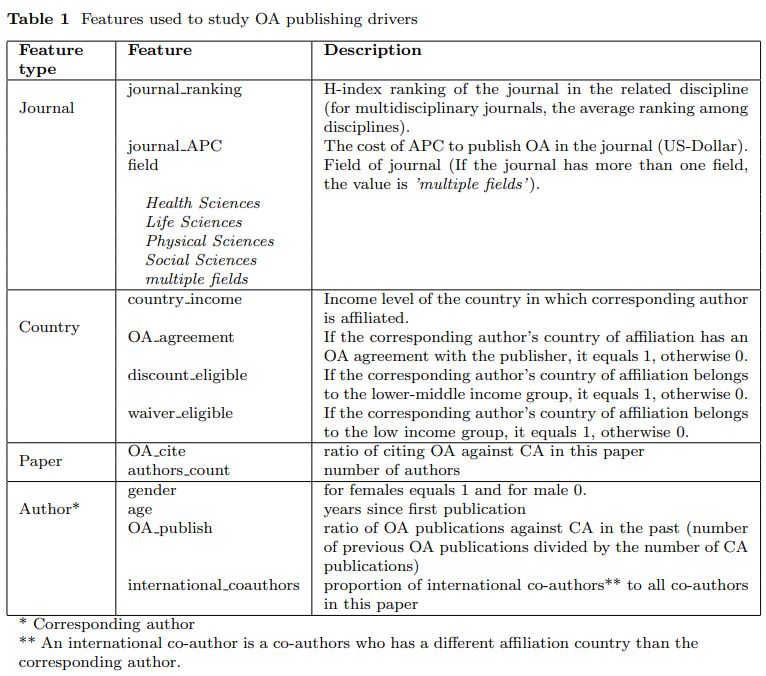 Table 1 Features used to study OA publishing drivers
Feature type Feature Description
Journal journal_ranking H-index ranking of the journal in the related discipline
(for multidisciplinary journals, the average ranking among
disciplines).
journal_APC The cost of APC to publish OA in the journal (US-Dollar).
field Field of journal (If the journal has more than one field,
the value is 'multiple fields').
Health Sciences
Life Sciences
Physical Sciences
Social Sciences
multiple fields
Country country_income Income level of the country in which corresponding author
is affiliated.
OA_agreement If the corresponding author's country of affiliation has an
OA agreement with the publisher, it equals 1, otherwise 0.
discount_eligible If the corresponding author's country of affiliation belongs
to the lower-middle income group, it equals 1, otherwise 0.
waiver_eligible If the corresponding author's country of affiliation belongs
to the low income group, it equals 1, otherwise 0.
Paper OA_cite ratio of citing OA against CA in this paper
authors_count number of authors
Author* gender for females equals 1 and for male 0.
age years since first publication
OA_publish ratio of OA publications against CA in the past (number
of previous OA publications divided by the number of CA
publications)
international_coauthors proportion of international co-authors** to all co-authors
in this paper
* Corresponding author
** An international co-author is a co-authors who has a different affiliation country than the
corresponding author.